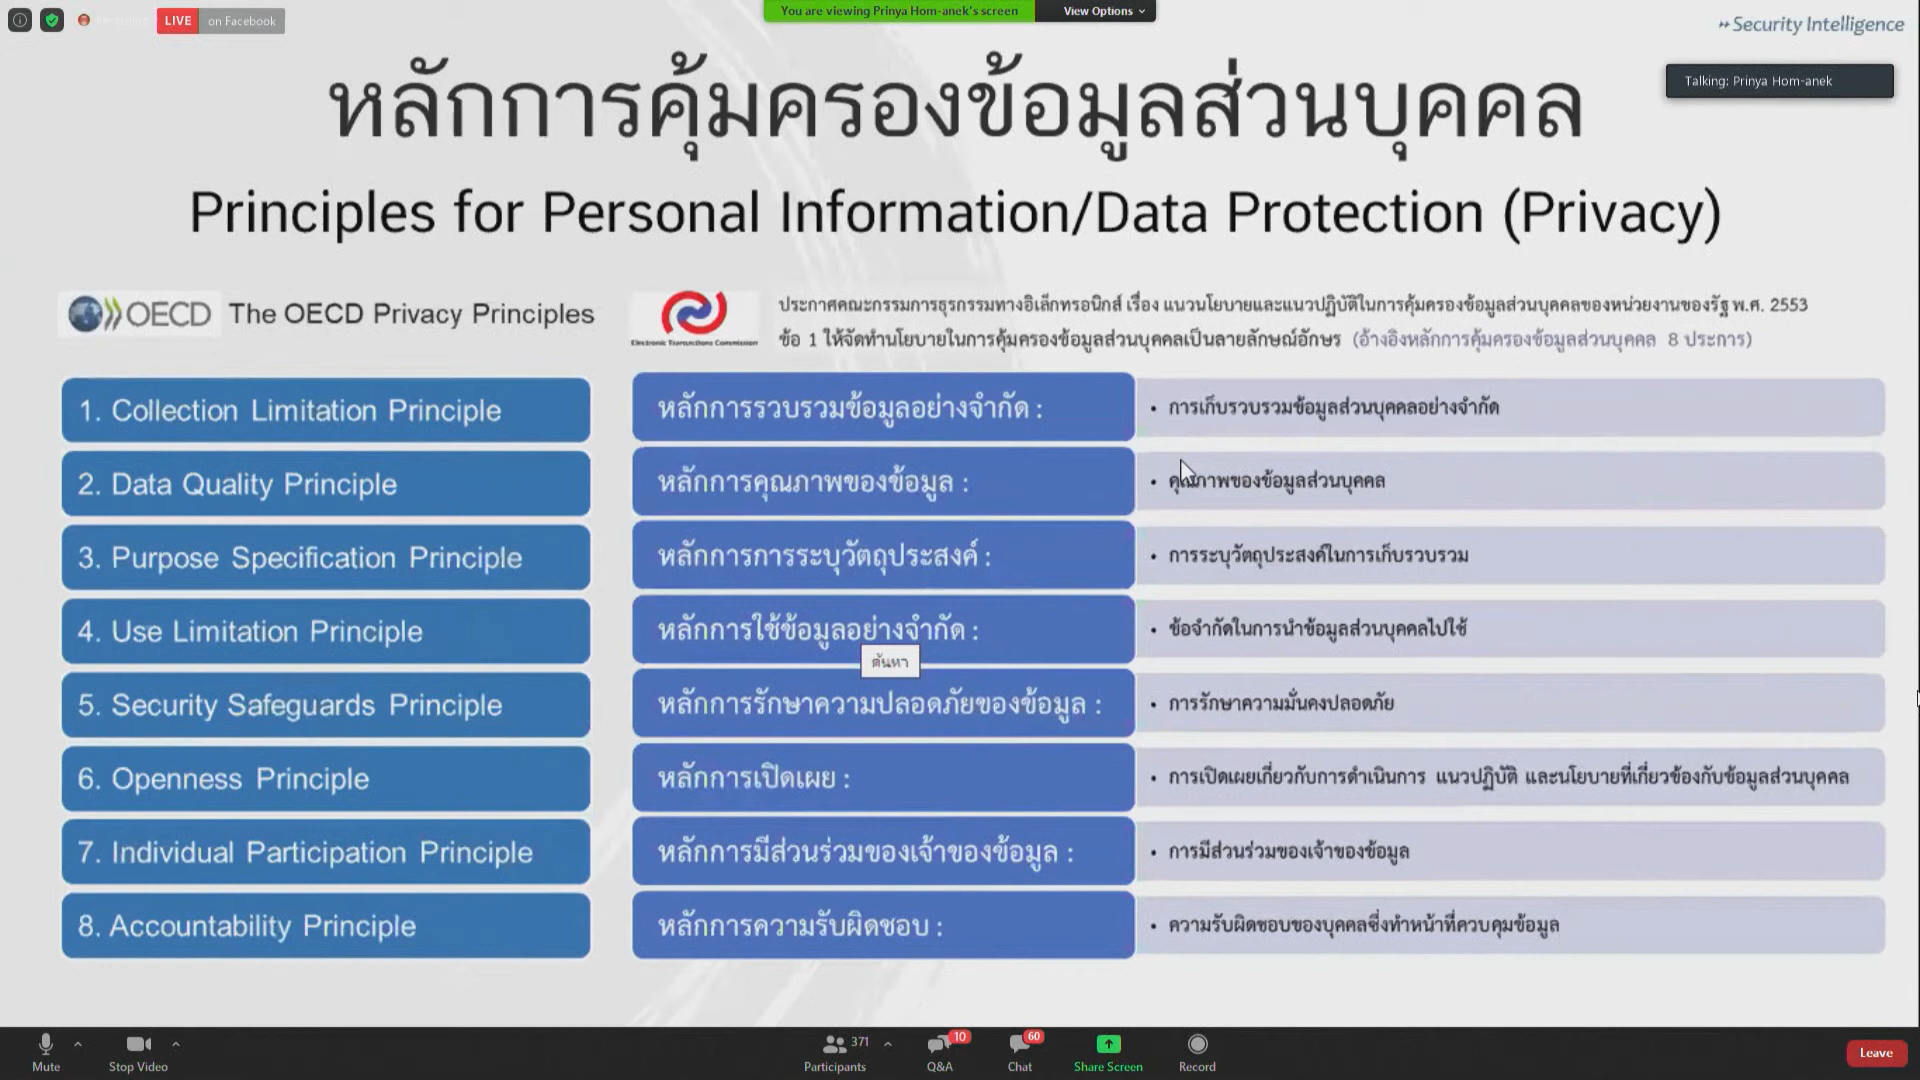 LIVE on Facebook
You are viewing Prinya Hom-anek's screen View Options
Security Intelligence
Talking: Prinya Hom-anek
หลักการคุ้มครองข้อมูลส่วนบุคคล
Principles for Personal Information/Data Protection (Privacy)
OECD The OECD Privacy Principles
Electronic Transactions Commission
ประกาศคณะกรรมการธุรกรรมทางอิเล็กทรอนิกส์ เรื่อง แนวนโยบายและแนวปฏิบัติในการคุ้มครองข้อมูลส่วนบุคคลของหน่วยงานของรัฐ พ.ศ. 2553
ข้อ 1 ให้จัดทำนโยบายในการคุ้มครองข้อมูลส่วนบุคคลเป็นลายลักษณ์อักษร (อ้างอิงหลักการคุ้มครองข้อมูลส่วนบุคคล 8 ประการ)
1. Collection Limitation Principle
หลักการรวบรวมข้อมูลอย่างจำกัด :
• การเก็บรวบรวมข้อมูลส่วนบุคคลอย่างจำกัด
2. Data Quality Principle
หลักการคุณภาพของข้อมูล :
• คุณภาพของข้อมูลส่วนบุคคล
3. Purpose Specification Principle
หลักการการระบุวัตถุประสงค์ :
• การระบุวัตถุประสงค์ในการเก็บรวบรวม
4. Use Limitation Principle
หลักการใช้ข้อมูลอย่างจำกัด :
• ข้อจำกัดในการนำข้อมูลส่วนบุคคลไปใช้
ค้นหา
5. Security Safeguards Principle
หลักการรักษาความปลอดภัยของข้อมูล :
• การรักษาความมั่นคงปลอดภัย
6. Openness Principle
หลักการเปิดเผย :
• การเปิดเผยเกี่ยวกับการดำเนินการ แนวปฏิบัติ และนโยบายที่เกี่ยวข้องกับข้อมูลส่วนบุคคล
7. Individual Participation Principle
หลักการมีส่วนร่วมของเจ้าของข้อมูล :
• การมีส่วนร่วมของเจ้าของข้อมูล
8. Accountability Principle
หลักการความรับผิดชอบ :
• ความรับผิดชอบของบุคคลซึ่งทำหน้าที่ควบคุมข้อมูล
371 10 60
Mute Stop Video Participants Q&A Chat Share Screen Record Leave